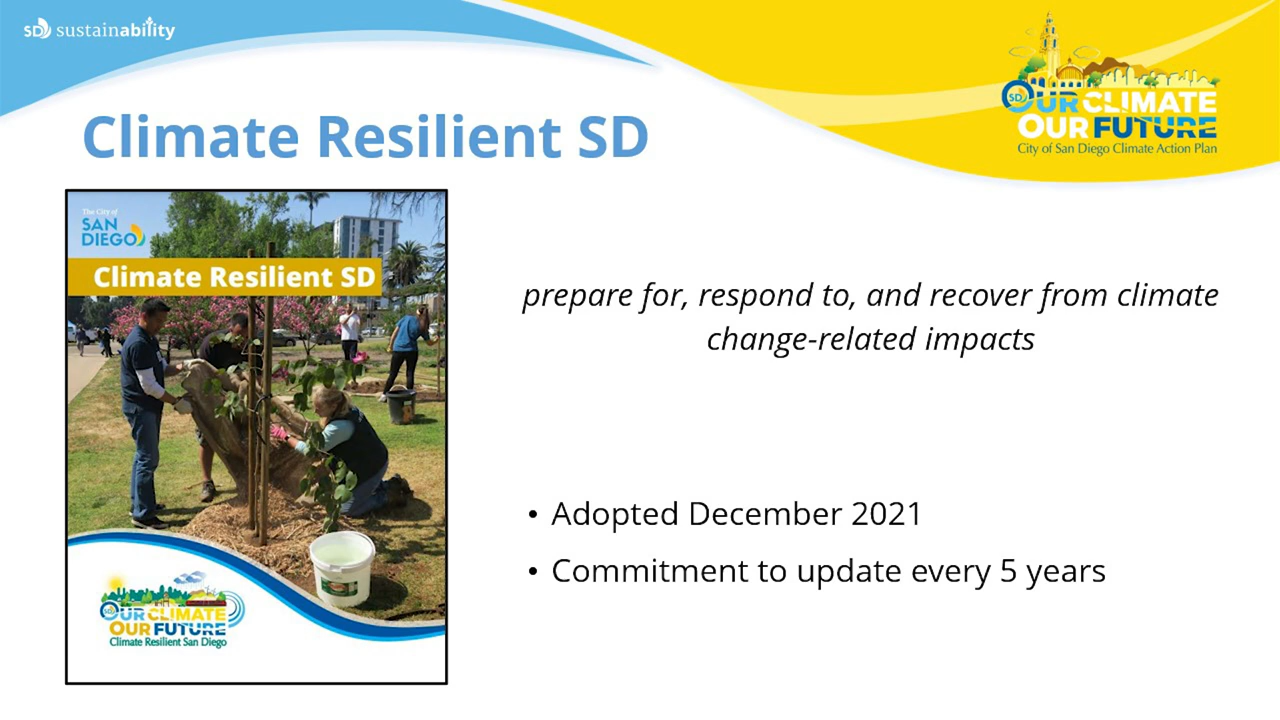 SD sustainability
OUR CLIMATE
OUR FUTURE
City of San Diego Climate Action Plan
Climate Resilient SD
The City of
SAN
DIEGO
Climate Resilient SD
SD
OUR CLIMATE
OUR FUTURE
Climate Resilient San Diego
prepare for, respond to, and recover from climate
change-related impacts
• Adopted December 2021
• Commitment to update every 5 years